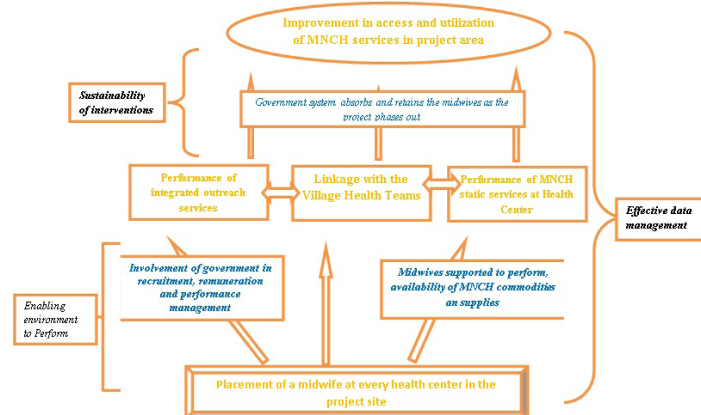 Improvement in access and utilization
of MNCH services in project area
Sustainability
of interventions
Government system absorbs and retains the midwives as the
project phases out
Performance of
integrated outreach
services
Linkage with the
Village Health Teams
Performance of MNCH
static services at Health
Center
Effective data
management
Involvement of government in
recruitment, remuneration
and performance
management
Midwives supported to perform,
availability of MNCH commodities
an supplies
Enabling
environment
to Perform
Placement of a midwife at every health center in the
project site